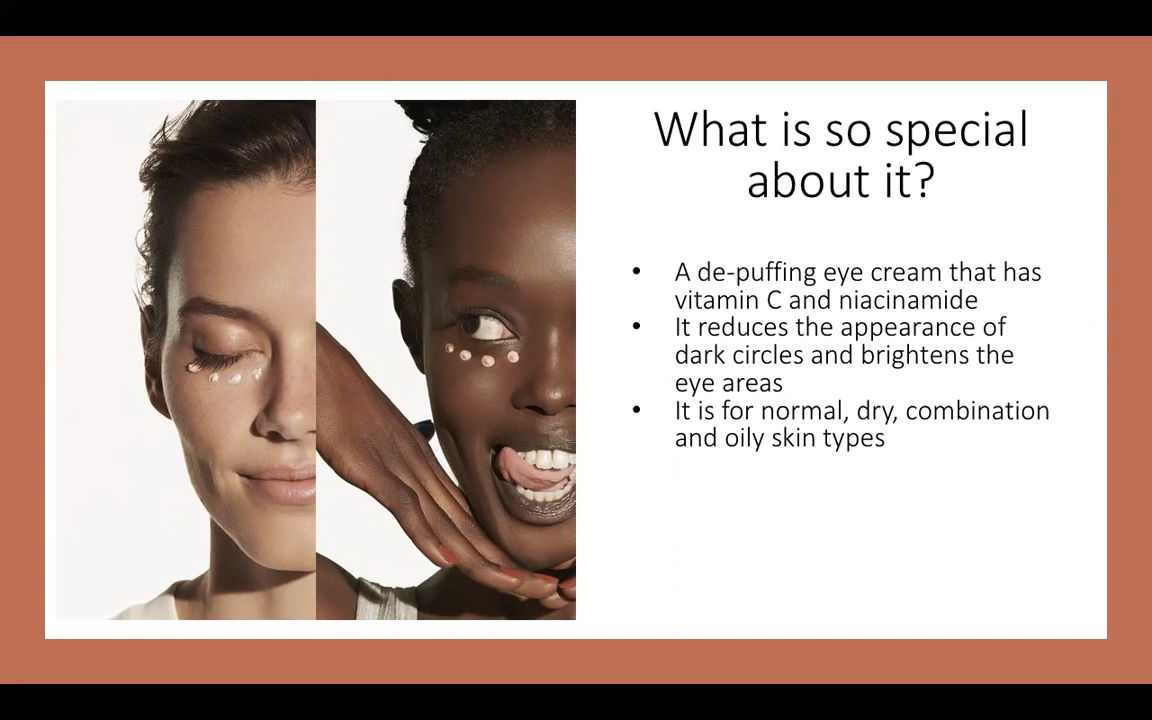 What is so special
about it?
• A de-puffing eye cream that has
vitamin C and niacinamide
• It reduces the appearance of
dark circles and brightens the
eye areas
• It is for normal, dry, combination
and oily skin types